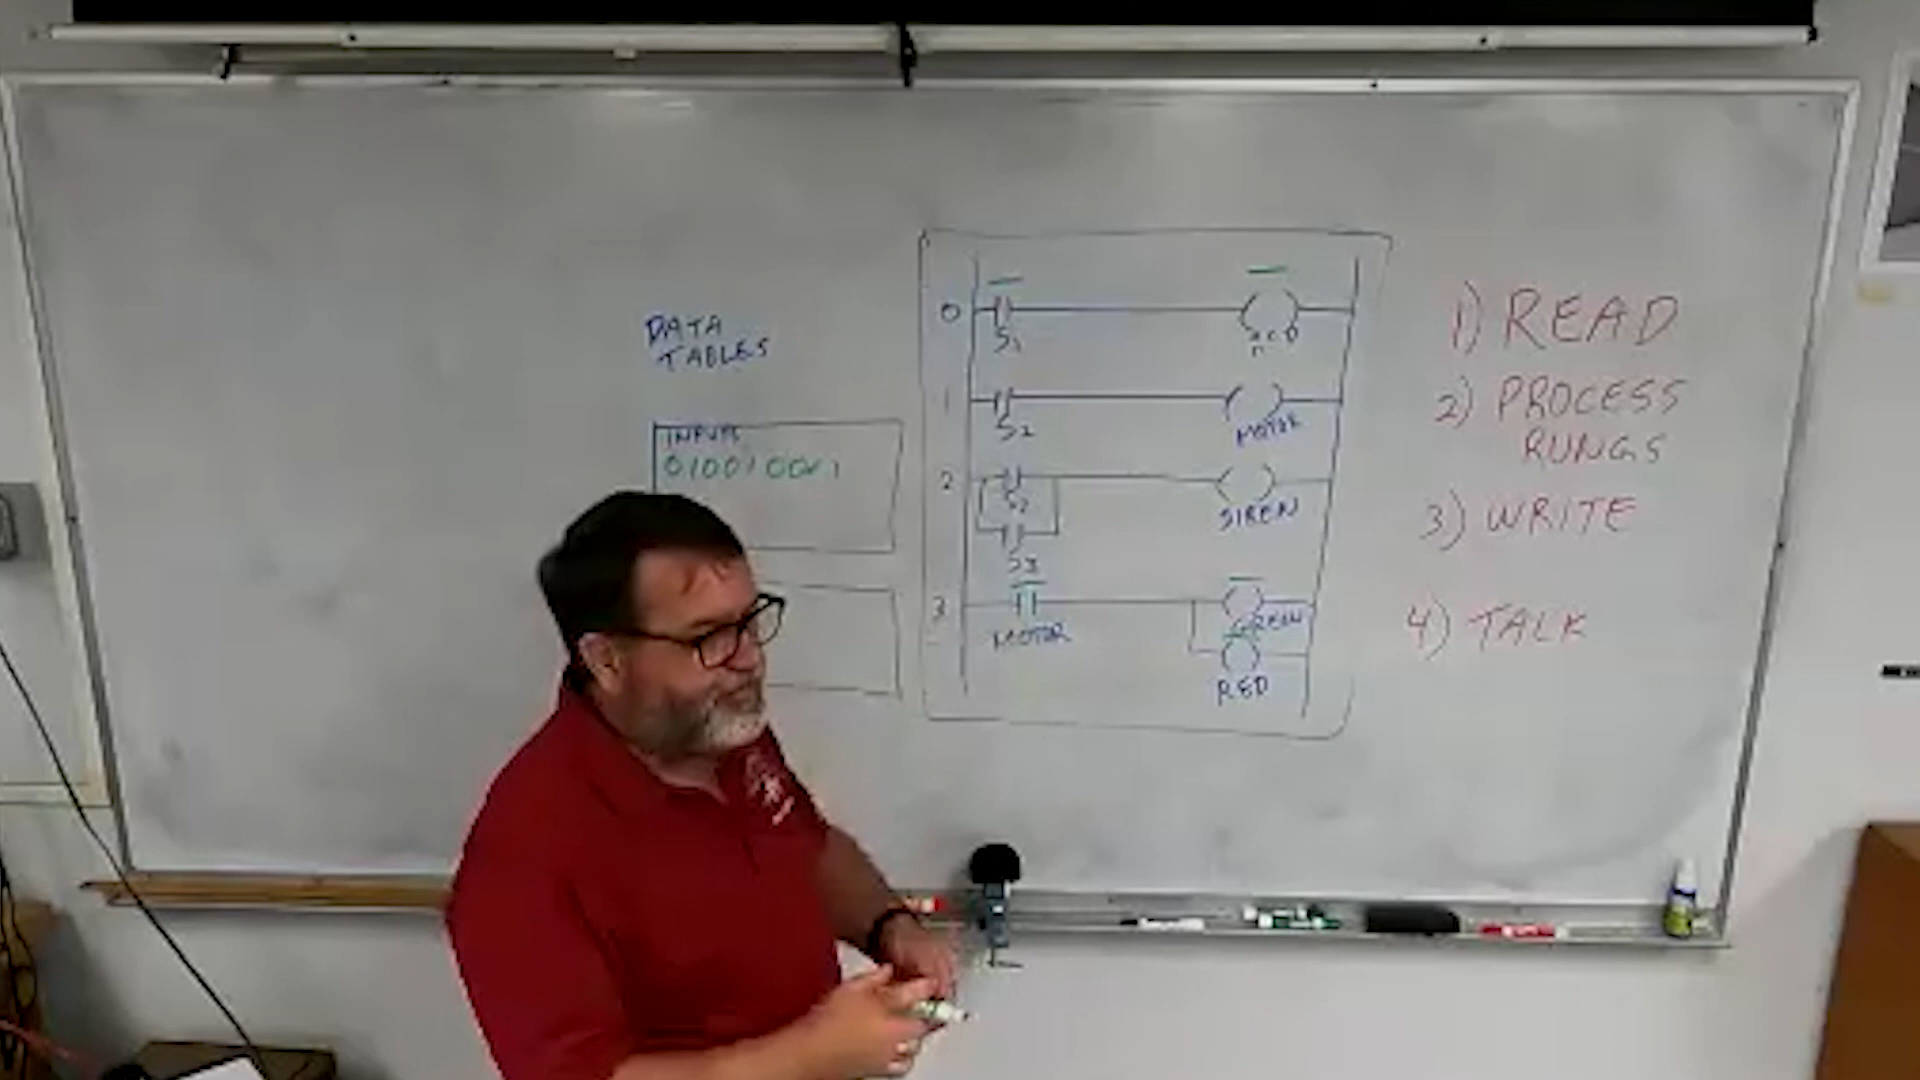 DATA
TABLES
INPUTS
0
S1
1
S2
MOTOR
2
S2
SIREN
S3
3
MOTOR
GREEN
RED
1) READ
2) PROCESS
RUNGS
3) WRITE
4) TALK